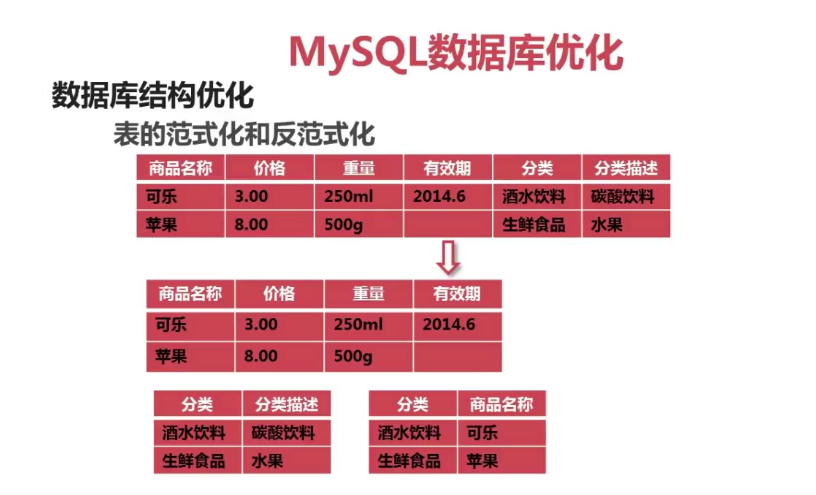 MySQL数据库优化
数据库结构优化
表的范式化和反范式化
商品名称 价格 重量 有效期 分类 分类描述
可乐 3.00 250ml 2014.6 酒水饮料 碳酸饮料
苹果 8.00 500g 生鲜食品 水果
商品名称 价格 重量 有效期
可乐 3.00 250ml 2014.6
苹果 8.00 500g
分类 分类描述 分类 商品名称
酒水饮料 碳酸饮料 酒水饮料 可乐
生鲜食品 水果 生鲜食品 苹果